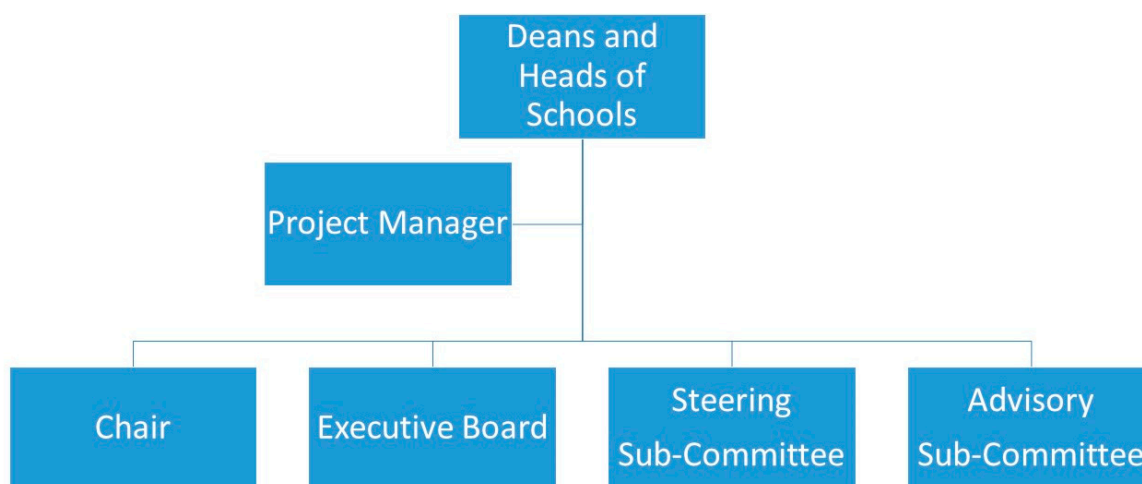 Deans and
Heads of
Schools
Project Manager
Chair
Executive Board
Steering
Sub-Committee
Advisory
Sub-Committee